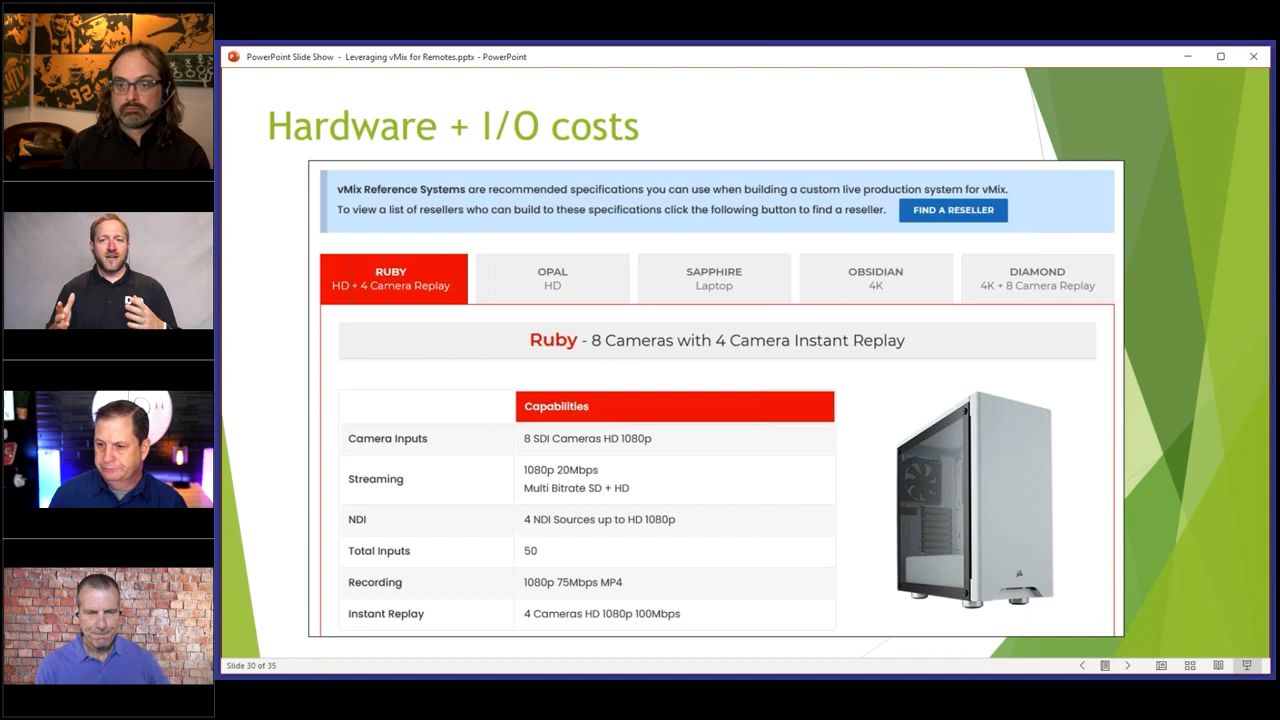 PowerPoint Slide Show - Leveraging vMix for Remotes.pptx - PowerPoint
Hardware + I/O costs
vMix Reference Systems are recommended specifications you can use when building a custom live production system for vMix.
To view a list of resellers who can build to these specifications click the following button to find a reseller.
FIND A RESELLER
RUBY
HD + 4 Camera Replay
OPAL
HD
SAPPHIRE
Laptop
OBSIDIAN
4K
DIAMOND
4K + 8 Camera Replay
Ruby - 8 Cameras with 4 Camera Instant Replay
Capabilities
Camera Inputs
8 SDI Cameras HD 1080p
Streaming
1080p 20Mbps
Multi Bitrate SD + HD
NDI
4 NDI Sources up to HD 1080p
Total Inputs
50
Recording
1080p 75Mbps MP4
Instant Replay
4 Cameras HD 1080p 100Mbps
Slide 30 of 35